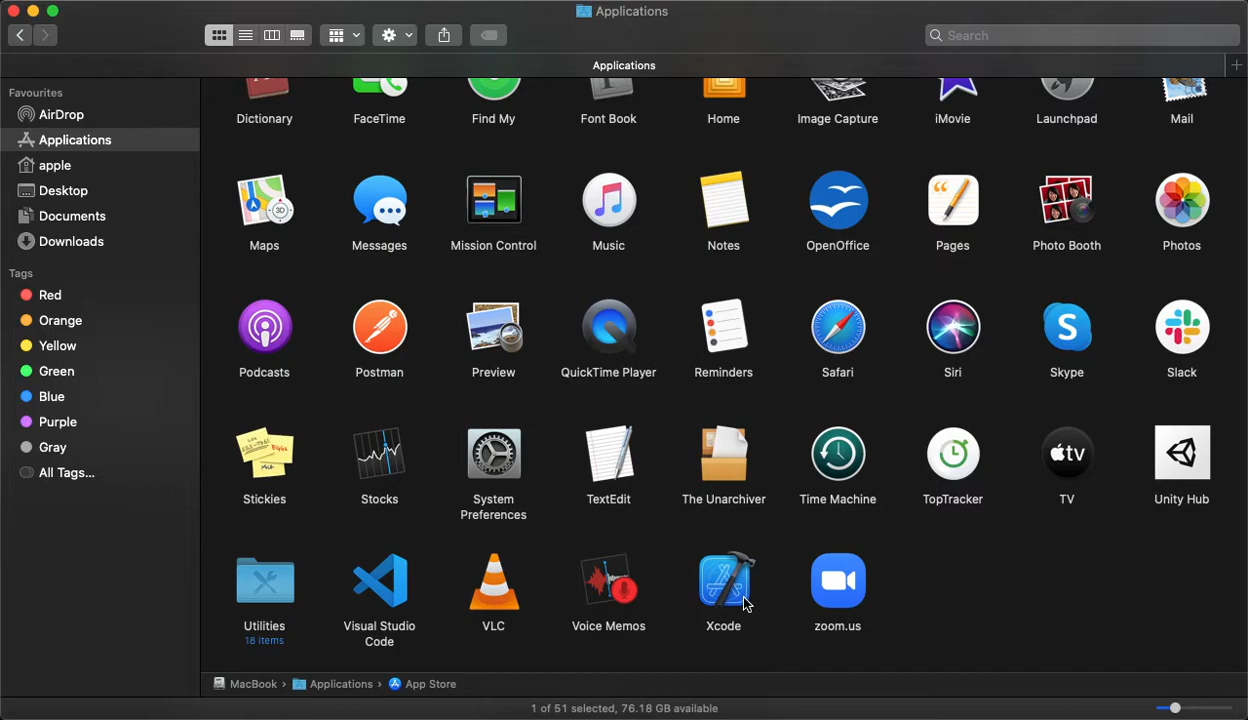 Applications
Search
Applications
Favourites
AirDrop
Applications
apple
Desktop
Documents
Downloads
Tags
Red
Orange
Yellow
Green
Blue
Purple
Gray
All Tags...
Dictionary
FaceTime
Find My
Font Book
Home
Image Capture
iMovie
Launchpad
Mail
3D
Maps
Messages
Mission Control
Music
Notes
OpenOffice
Pages
Photo Booth
Photos
Podcasts
Postman
Preview
QuickTime Player
Reminders
Safari
Siri
S
Skype
Slack
Eggs
Milk
Stickies
Stocks
System
Preferences
TextEdit
The Unarchiver
Time Machine
TopTracker
tv
TV
Unity Hub
Utilities
18 items
Visual Studio
Code
VLC
Voice Memos
Xcode
zoom.us
MacBook › Applications › App Store
1 of 51 selected, 76.18 GB available